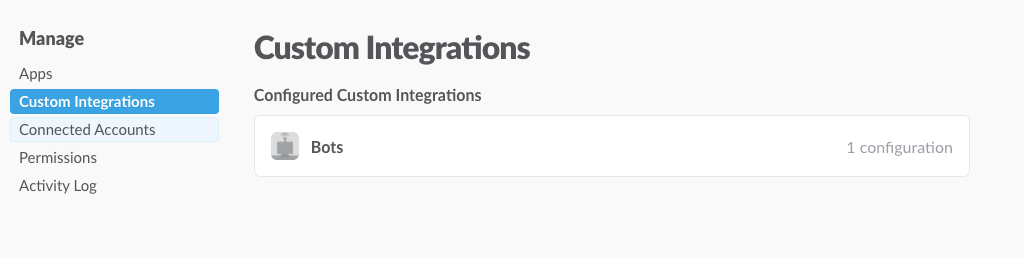 Manage
Apps
Custom Integrations
Connected Accounts
Permissions
Activity Log
Custom Integrations
Configured Custom Integrations
Bots
1 configuration